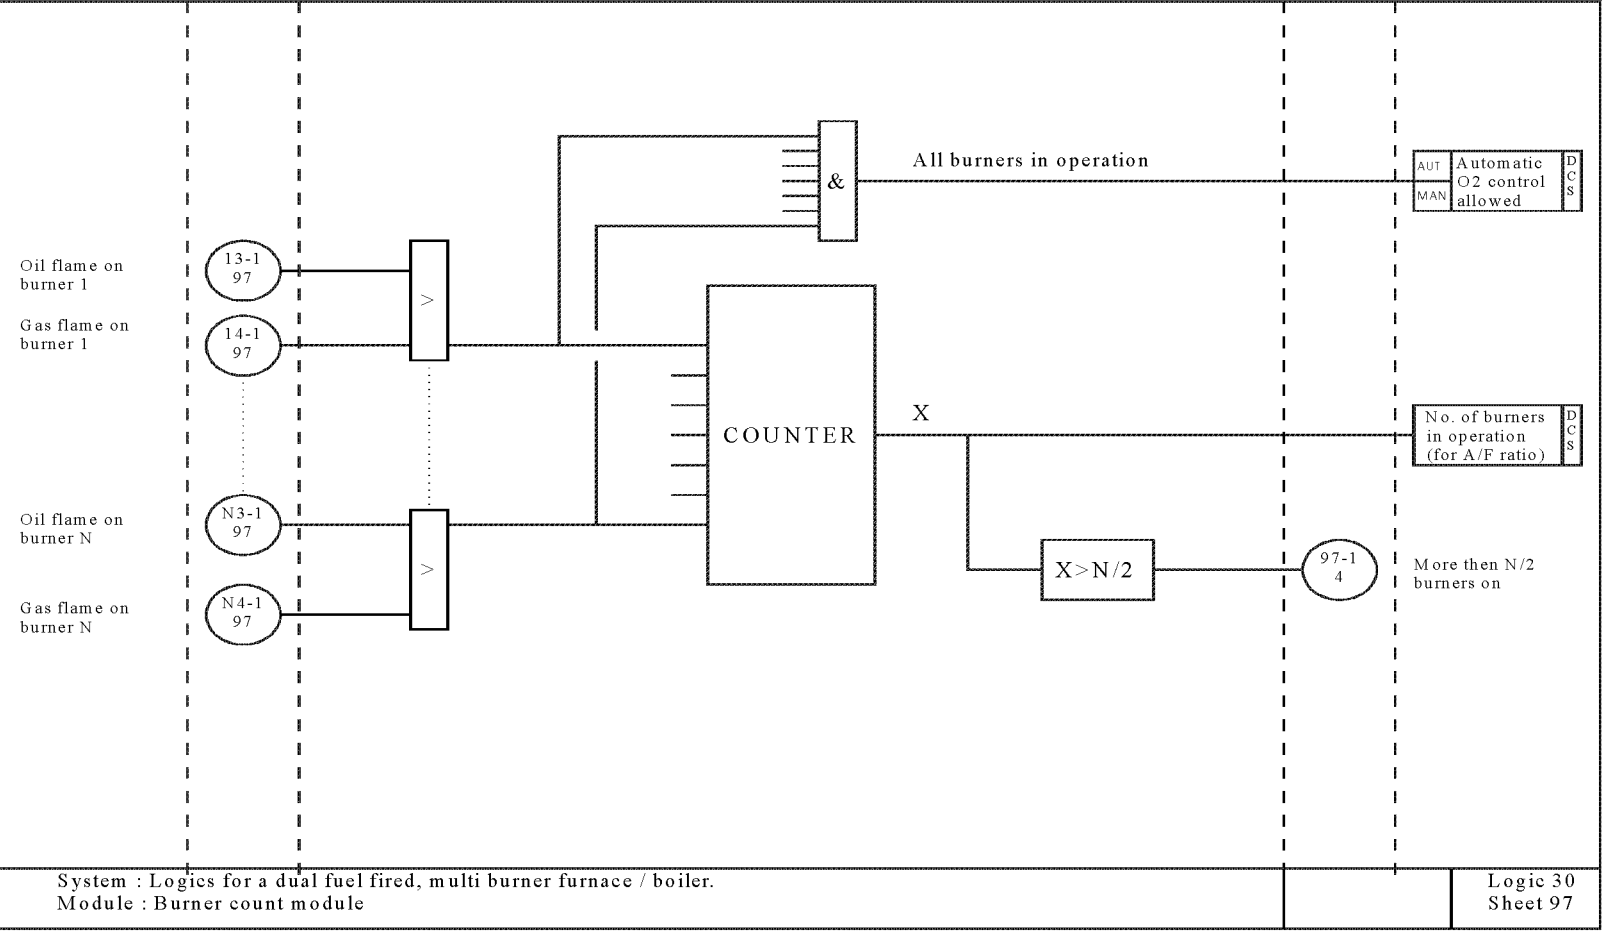 All burners in operation
&
AUT
MAN
Automatic
O2 control
allowed
DCS
Oil flame on
burner 1
13-1
97
>
Gas flame on
burner 1
14-1
97
COUNTER
X
No. of burners
in operation
(for A/F ratio)
DCS
Oil flame on
burner N
N3-1
97
>
Gas flame on
burner N
N4-1
97
X>N/2
97-1
4
More then N/2
burners on
System : Logics for a dual fuel fired, multi burner furnace / boiler.
Module : Burner count module
Logic 30
Sheet 97